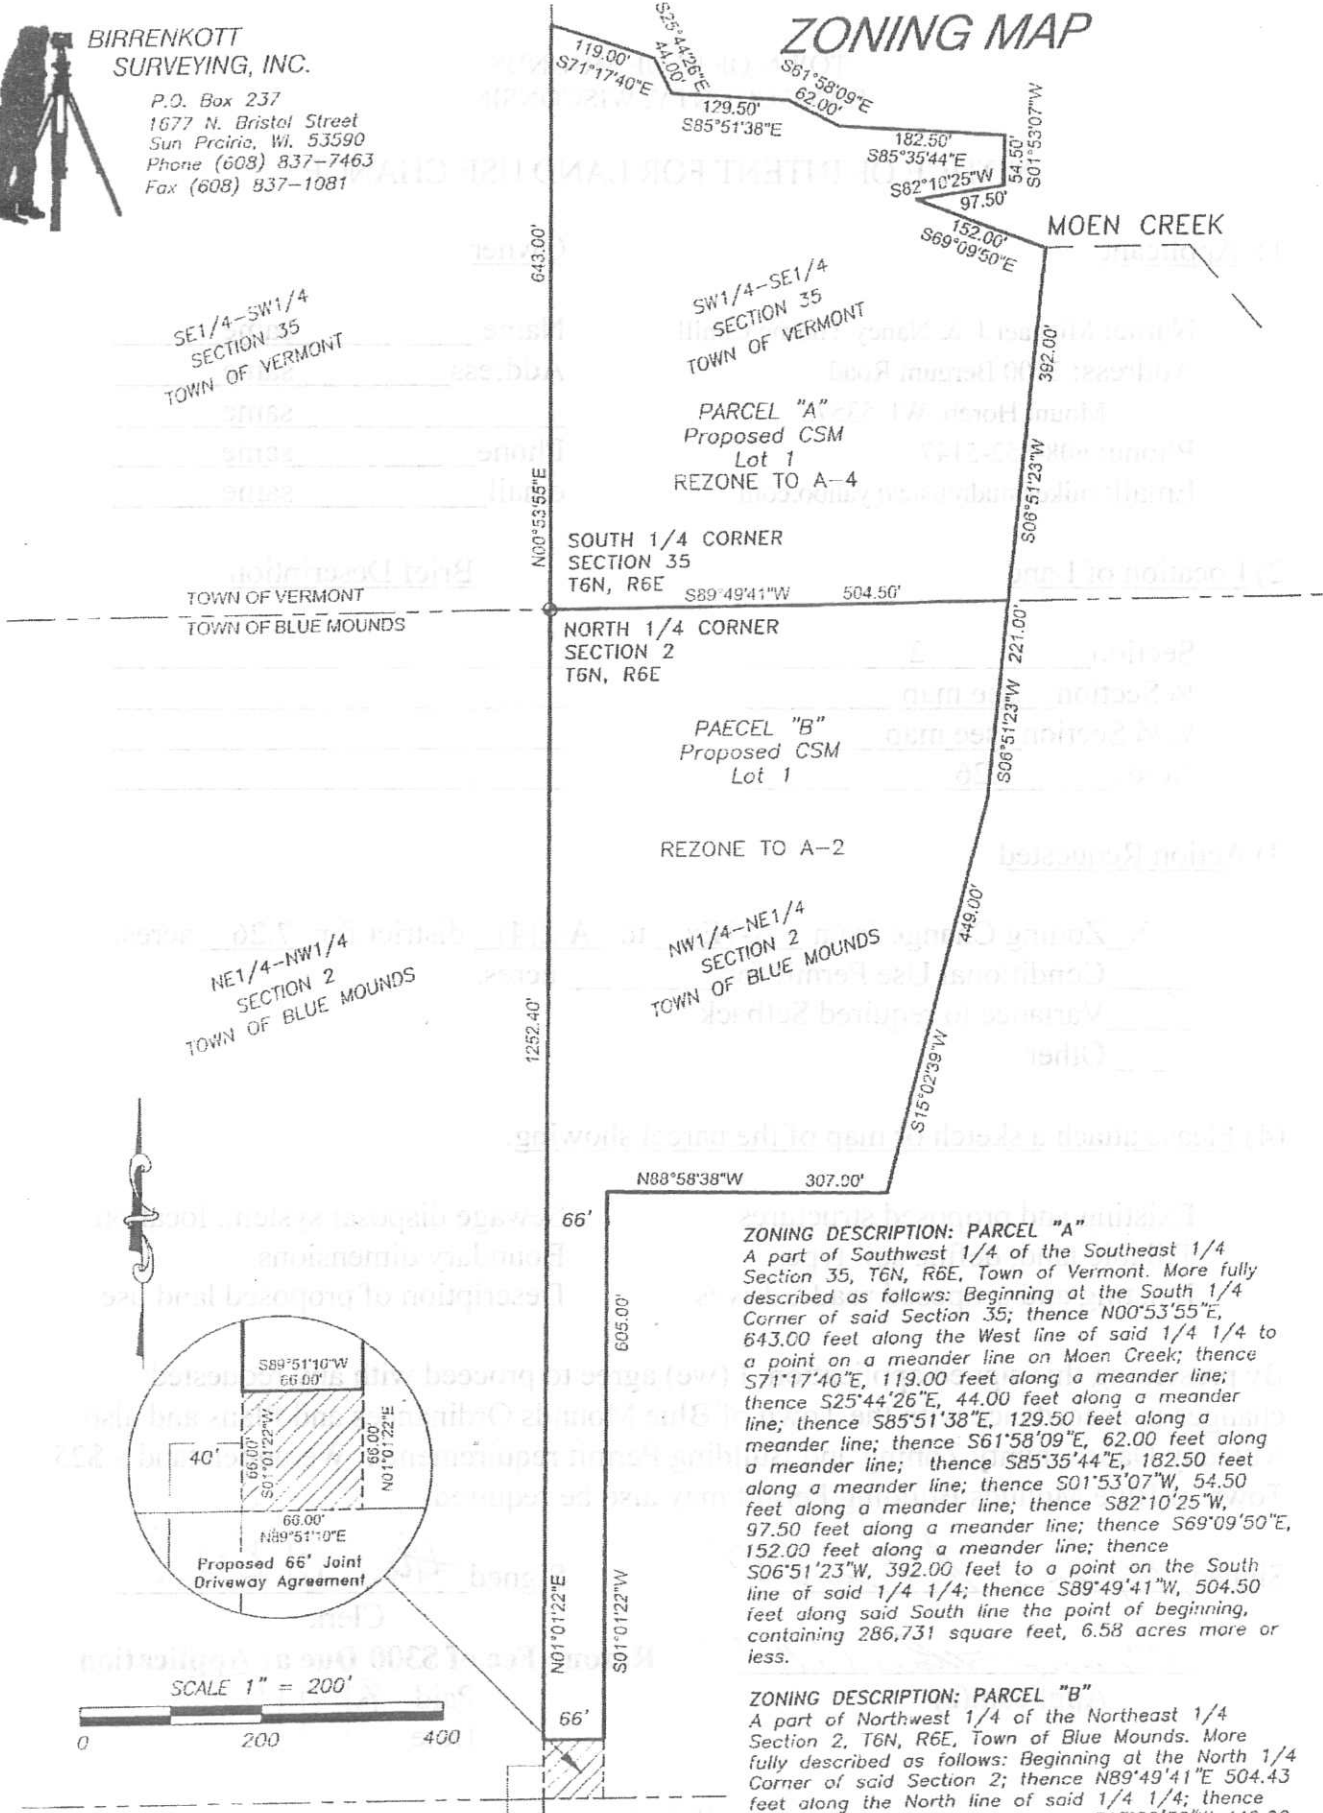 BIRRENKOTT
SURVEYING, INC.
P.O. Box 237
1677 N. Bristol Street
Sun Prairie, WI. 53590
Phone (608) 837-7463
Fax (608) 837-1081
ZONING MAP
119.00'
S71°17'40"E
S25°44'26"E
44.00'
129.50'
S85°51'38"E
S61°58'09"E
62.00'
182.50'
S85°35'44"E
54.50'
S01°53'07"W
S82°10'25"W
97.50'
152.00'
S69°09'50"E
MOEN CREEK
643.00'
N00°53'55"E
392.00'
S06°51'23"W
SE1/4-SW1/4
SECTION 35
TOWN OF VERMONT
SW1/4-SE1/4
SECTION 35
TOWN OF VERMONT
PARCEL "A"
Proposed CSM
Lot 1
REZONE TO A-4
SOUTH 1/4 CORNER
SECTION 35
T6N, R6E
S89°49'41"W 504.50'
TOWN OF VERMONT
TOWN OF BLUE MOUNDS
NORTH 1/4 CORNER
SECTION 2
T6N, R6E
221.00'
S06°51'23"W
PAECEL "B"
Proposed CSM
Lot 1
REZONE TO A-2
449.00'
S15°02'39"W
NE1/4-NW1/4
SECTION 2
TOWN OF BLUE MOUNDS
NW1/4-NE1/4
SECTION 2
TOWN OF BLUE MOUNDS
1252.40'
N88°58'38"W 307.00'
66'
605.00'
N01°01'22"E
S01°01'22"W
66'
S89°51'10"W
66.00'
66.00'
S01°01'22"W
66.00'
N01°01'22"E
40'
66.00'
N89°51'10"E
Proposed 66' Joint
Driveway Agreement
SCALE 1" = 200'
0 200 400
ZONING DESCRIPTION: PARCEL "A"
A part of Southwest 1/4 of the Southeast 1/4
Section 35, T6N, R6E, Town of Vermont. More fully
described as follows: Beginning at the South 1/4
Corner of said Section 35; thence N00°53'55"E,
643.00 feet along the West line of said 1/4 1/4 to
a point on a meander line on Moen Creek; thence
S71°17'40"E, 119.00 feet along a meander line;
thence S25°44'26"E, 44.00 feet along a meander
line; thence S85°51'38"E, 129.50 feet along a
meander line; thence S61°58'09"E, 62.00 feet along
a meander line; thence S85°35'44"E, 182.50 feet
along a meander line; thence S01°53'07"W, 54.50
feet along a meander line; thence S82°10'25"W,
97.50 feet along a meander line; thence S69°09'50"E,
152.00 feet along a meander line; thence
S06°51'23"W, 392.00 feet to a point on the South
line of said 1/4 1/4; thence S89°49'41"W, 504.50
feet along said South line the point of beginning,
containing 286,731 square feet, 6.58 acres more or
less.
ZONING DESCRIPTION: PARCEL "B"
A part of Northwest 1/4 of the Northeast 1/4
Section 2, T6N, R6E, Town of Blue Mounds. More
fully described as follows: Beginning at the North 1/4
Corner of said Section 2; thence N89°49'41"E 504.43
feet along the North line of said 1/4 1/4; thence